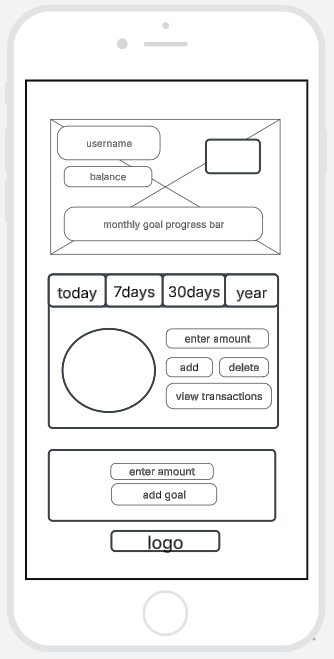 username
balance
monthly goal progress bar
today 7days 30days year
enter amount
add delete
view transactions
enter amount
add goal
logo